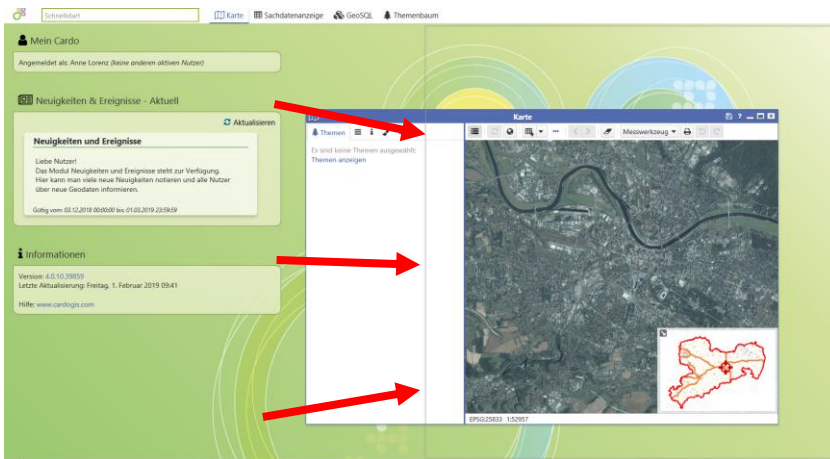 Schnellstart
Karte Sachdatenanzeige GeoSQL Themenbaum
Mein Cardo
Angemeldet als: Anne Lorenz (keine anderen aktiven Nutzer)
Neuigkeiten & Ereignisse - Aktuell
Aktualisieren
Neuigkeiten und Ereignisse
Liebe Nutzer!
Das Modul Neuigkeiten und Ereignisse steht zur Verfügung.
Hier kann man viele neue Neuigkeiten notieren und alle Nutzer
über neue Geodaten informieren.
Gültig vom: 03.12.2018 00:00:00 bis: 01.03.2019 23:59:59
Informationen
Version: 4.0.10.39859
Letzte Aktualisierung: Freitag, 1. Februar 2019 09:41
Hilfe: www.cardogis.com
Karte
Themen
Messwerkzeug
Es sind keine Themen ausgewählt.
Themen anzeigen
EPSG:25833 1:52957